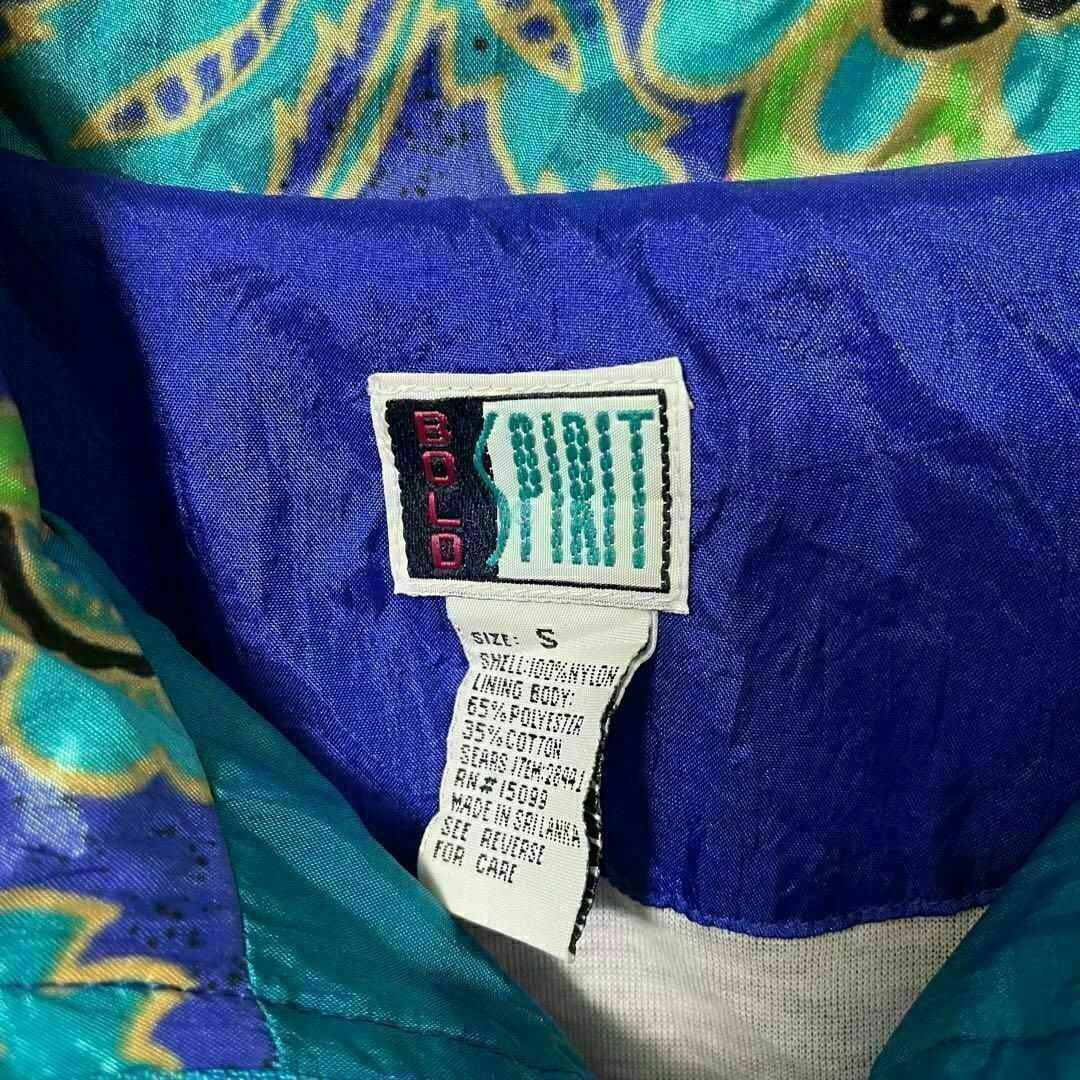 BOLD
SPIRIT
SIZE: S
SHELL:100%NYLON
LINING BODY:
65%POLYESTER
35%COTTON
SEARS ITEM:
RN#15099
MADE IN SRI LANKA
SEE REVERSE
FOR CARE